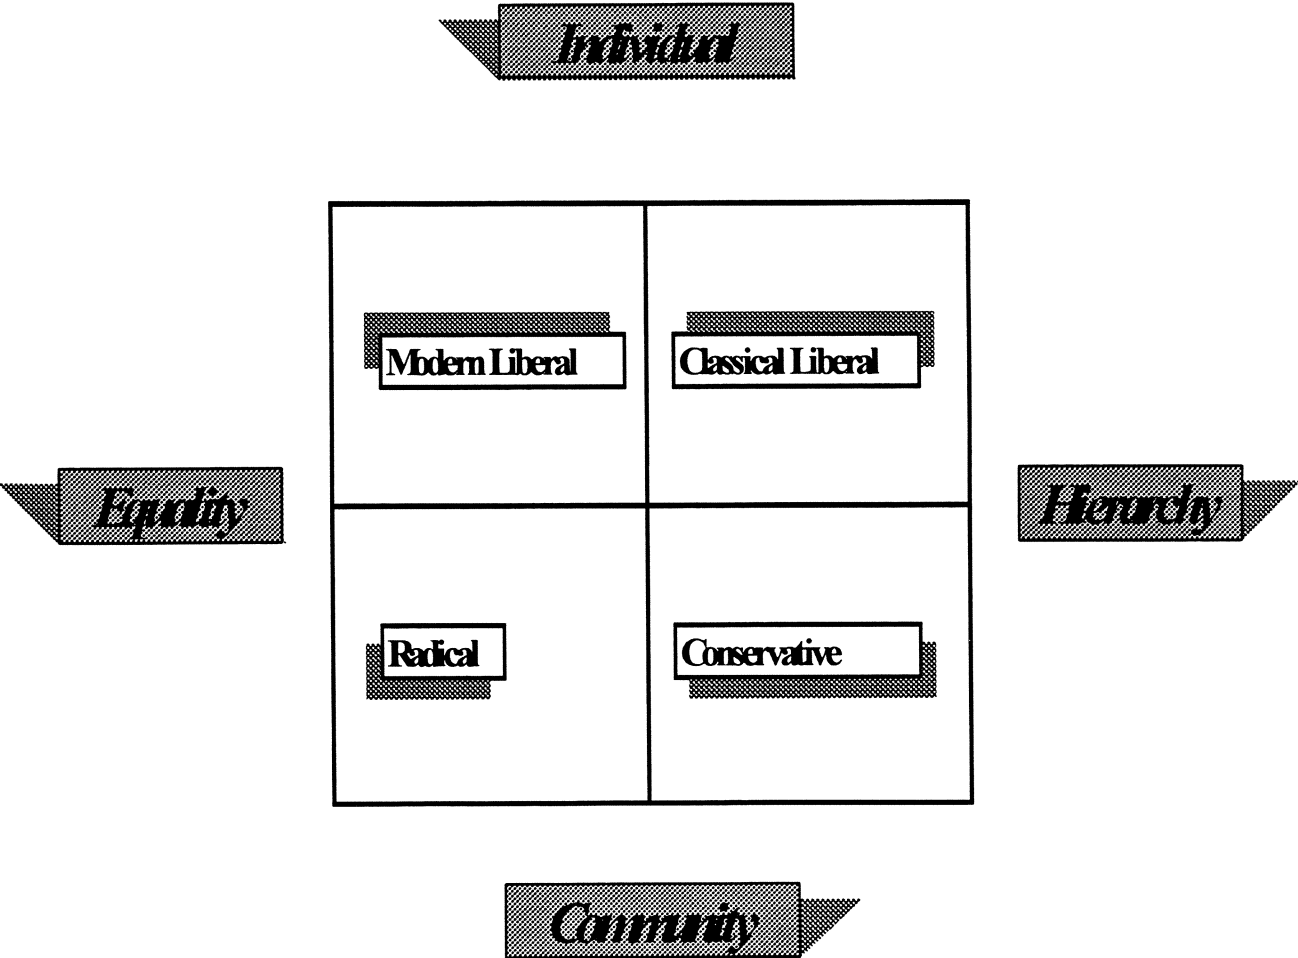 Individual
Modern Liberal
Classical Liberal
Equality
Hierarchy
Radical
Conservative
Community